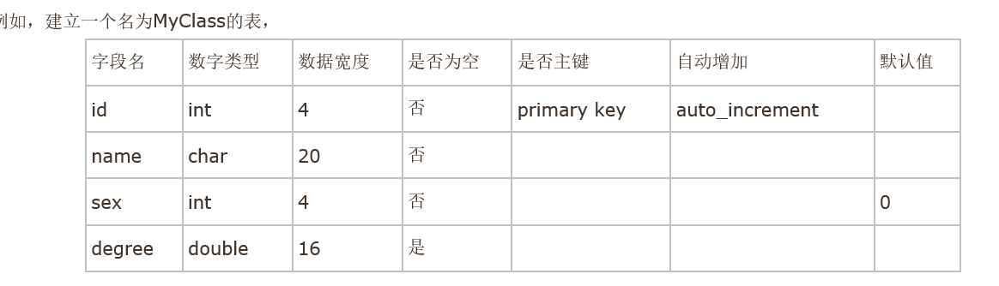 例如，建立一个名为MyClass的表，
字段名 数字类型 数据宽度 是否为空 是否主键 自动增加 默认值
id int 4 否 primary key auto_increment
name char 20 否
sex int 4 否 0
degree double 16 是